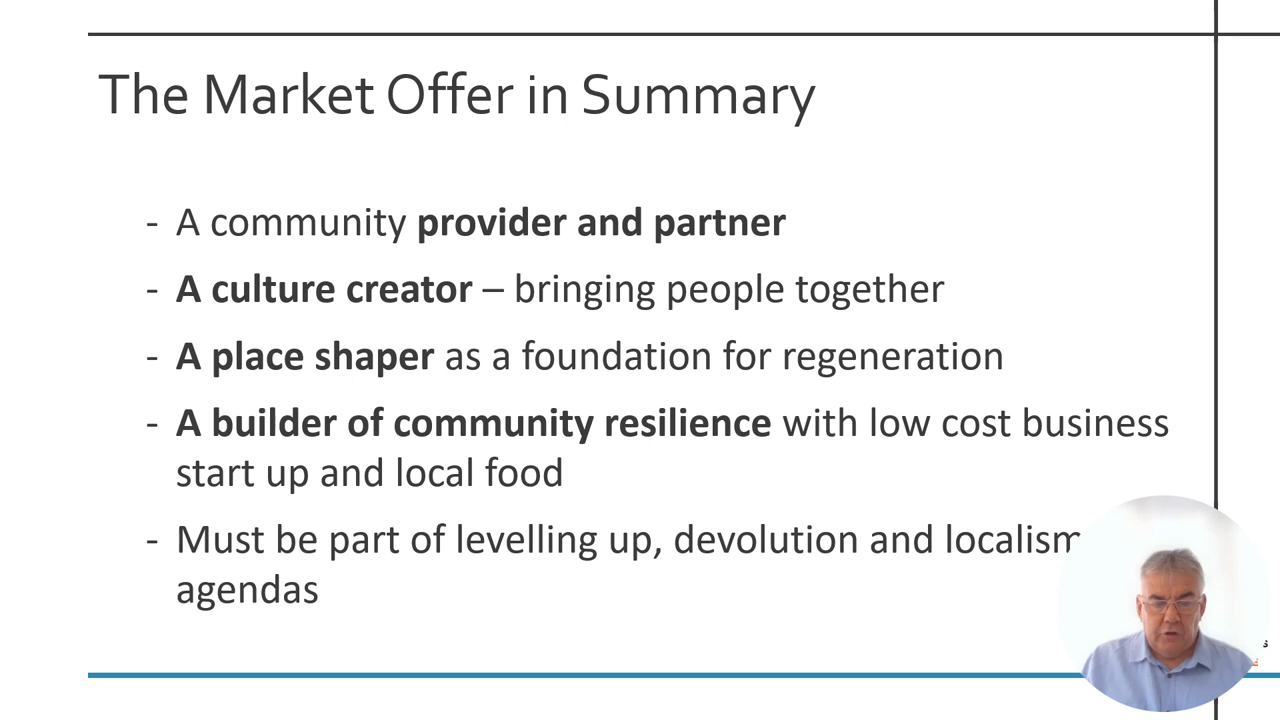 The Market Offer in Summary
- A community provider and partner
- A culture creator – bringing people together
- A place shaper as a foundation for regeneration
- A builder of community resilience with low cost business
start up and local food
- Must be part of levelling up, devolution and localism
agendas